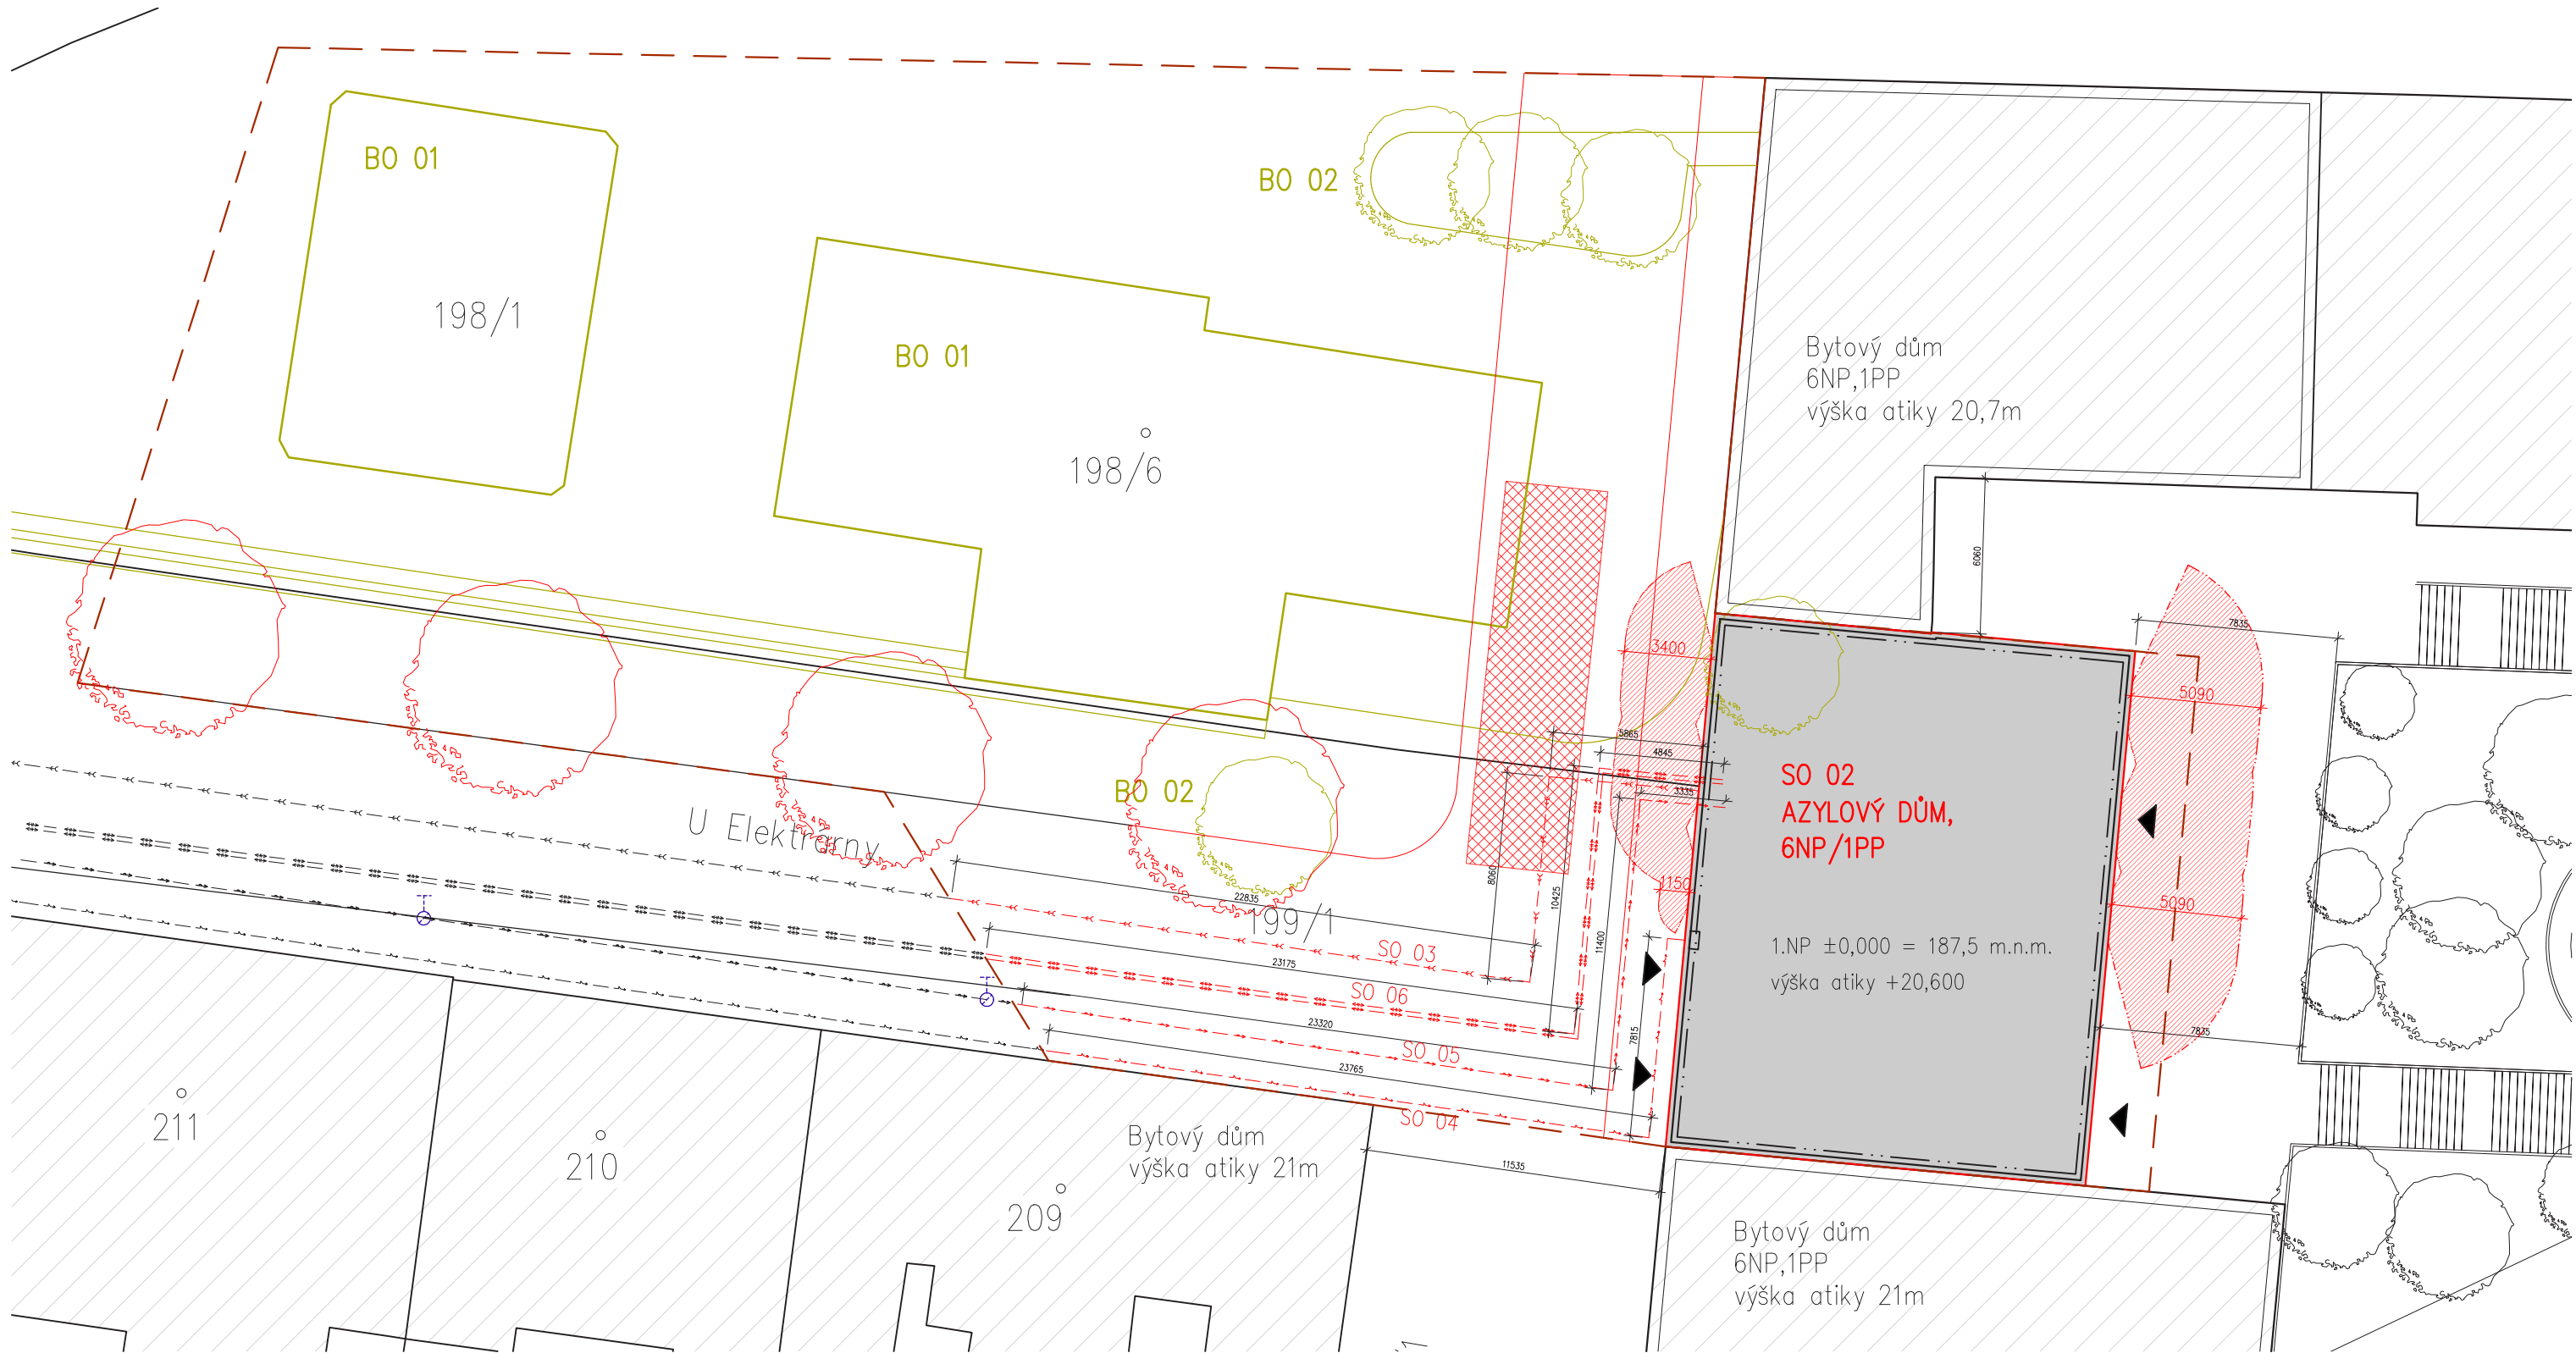 BO 01
198/1
BO 02
BO 01
198/6
Bytový dům
6NP,1PP
výška atiky 20,7m
6060
3400
7835
5090
5865
4845
3335
SO 02
AZYLOVÝ DŮM,
6NP/1PP
BO 02
U Elektrárny
8060
10425
11400
1150
22835
199/1
5090
SO 03
1.NP ±0,000 = 187,5 m.n.m.
výška atiky +20,600
23175
SO 06
23320
7815
7835
SO 05
23765
SO 04
211
210
209
Bytový dům
výška atiky 21m
11535
Bytový dům
6NP,1PP
výška atiky 21m